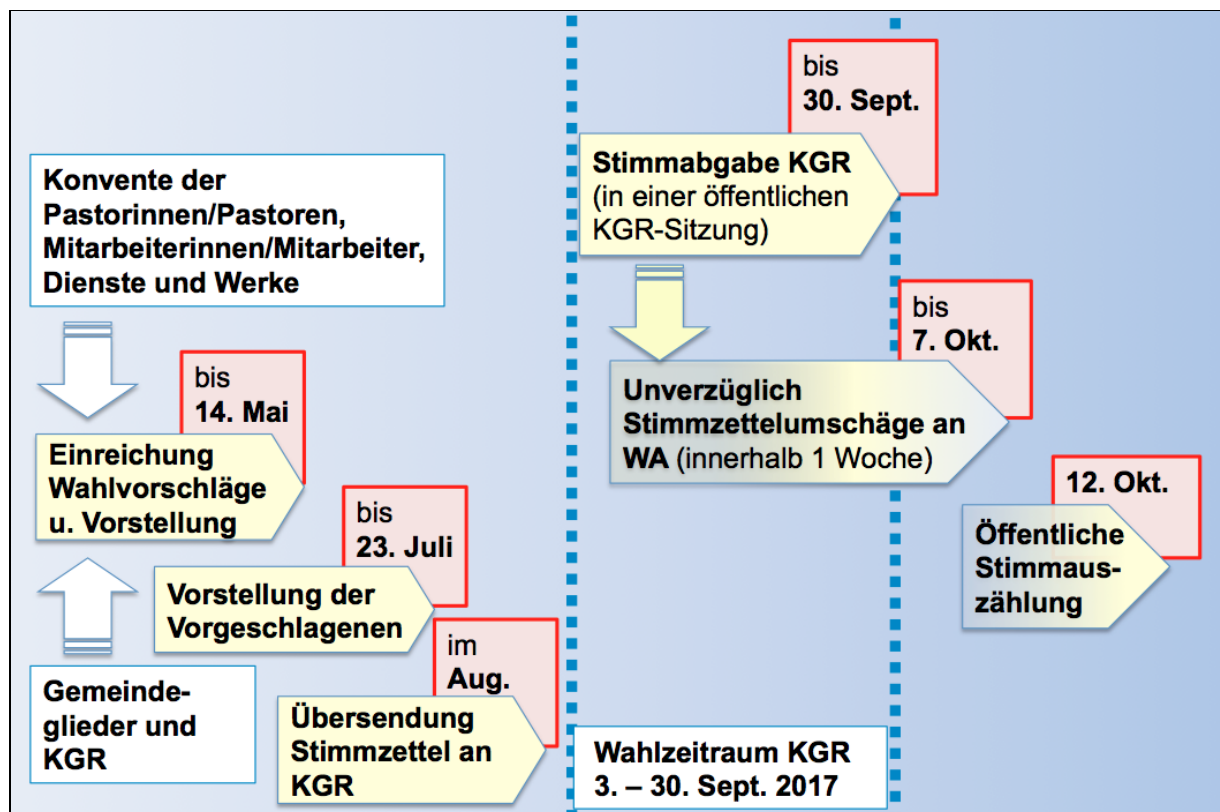 Konvente der
Pastorinnen/Pastoren,
Mitarbeiterinnen/Mitarbeiter,
Dienste und Werke
bis
14. Mai
Einreichung
Wahlvorschläge
u. Vorstellung
Gemeinde-
glieder und
KGR
bis
23. Juli
Vorstellung der
Vorgeschlagenen
im
Aug.
Übersendung
Stimmzettel an
KGR
bis
30. Sept.
Stimmabgabe KGR
(in einer öffentlichen
KGR-Sitzung)
bis
7. Okt.
Unverzüglich
Stimmzettelumschäge an
WA (innerhalb 1 Woche)
12. Okt.
Öffentliche
Stimmaus-
zählung
Wahlzeitraum KGR
3. – 30. Sept. 2017